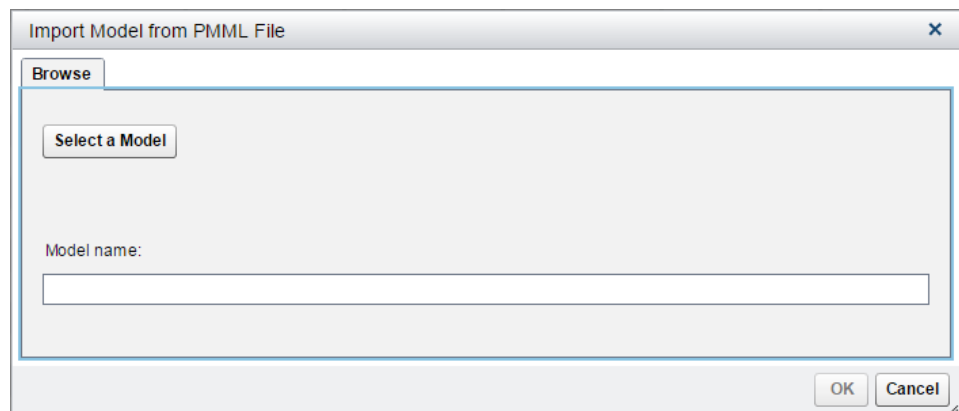 Import Model from PMML File
Browse
Select a Model
Model name:
OK Cancel